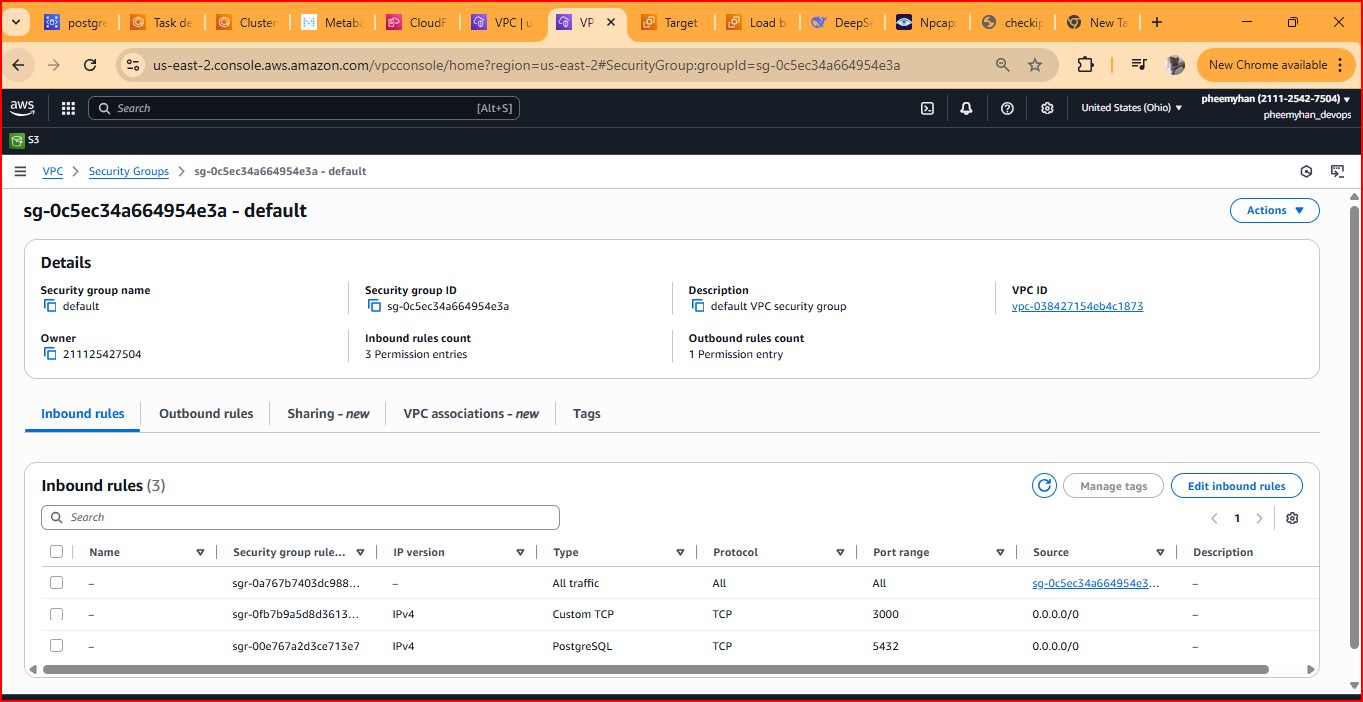 postgre Task de Cluster Metaba CloudF VPC | u VP Target Load ba DeepSe Npcap: checkip New Ta
us-east-2.console.aws.amazon.com/vpcconsole/home?region=us-east-2#SecurityGroup:groupId=sg-0c5ec34a664954e3a New Chrome available
aws Search [Alt+S] United States (Ohio) pheemyhan (2111-2542-7504)
pheemyhan_devops
S3
VPC Security Groups sg-0c5ec34a664954e3a - default
sg-0c5ec34a664954e3a - default Actions
Details
Security group name Security group ID Description VPC ID
default sg-0c5ec34a664954e3a default VPC security group vpc-038427154eb4c1873
Owner Inbound rules count Outbound rules count
211125427504 3 Permission entries 1 Permission entry
Inbound rules Outbound rules Sharing - new VPC associations - new Tags
Inbound rules (3) Manage tags Edit inbound rules
Search 1
Name Security group rule... IP version Type Protocol Port range Source Description
– sgr-0a767b7403dc988... – All traffic All All sg-0c5ec34a664954e3... –
– sgr-0fb7b9a5d8d3613... IPv4 Custom TCP TCP 3000 0.0.0.0/0 –
– sgr-00e767a2d3ce713e7 IPv4 PostgreSQL TCP 5432 0.0.0.0/0 –